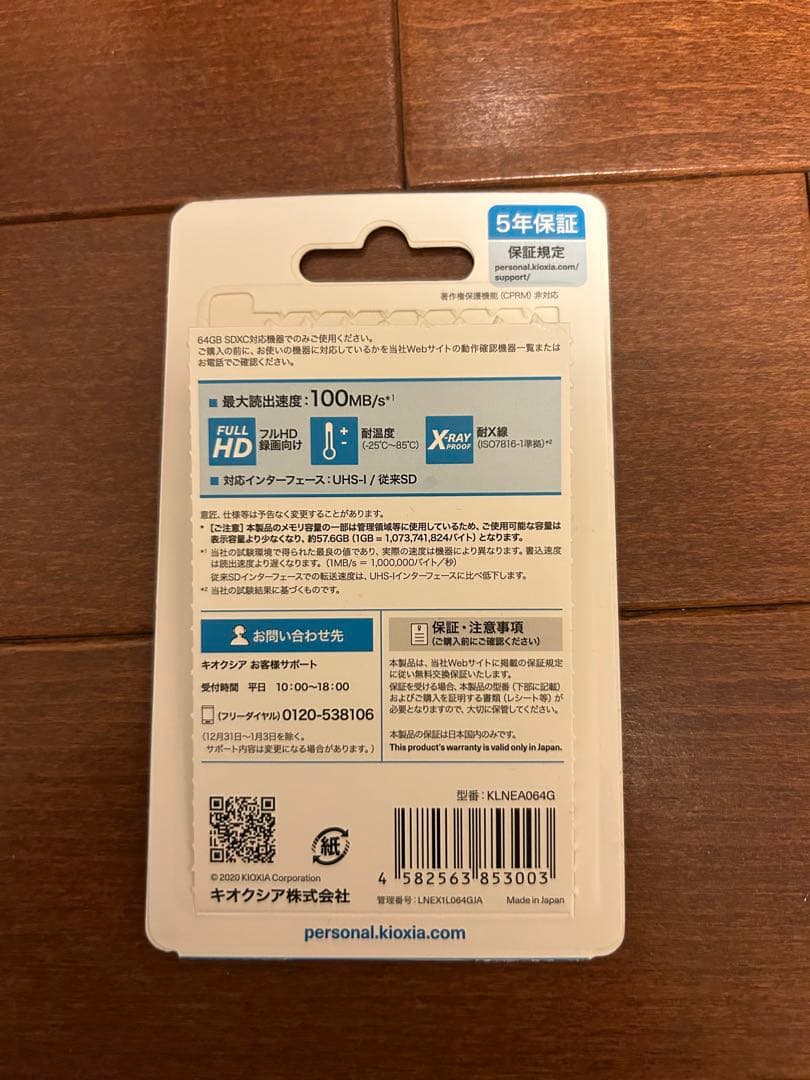 5年保証
保証規定
personal.kioxia.com/
support/
著作権保護機能（CPRM）非対応
64GB SDXC対応機器でのみご使用ください。
ご購入の前に、お使いの機器に対応しているかを当社Webサイトの動作確認機器一覧または
お電話でご確認ください。
■ 最大読出速度：100MB/s*1
FULL HD
フルHD
録画向け
耐温度
(-25℃〜85℃)
X-RAY PROOF
耐X線
(ISO7816-1準拠)*2
■ 対応インターフェース：UHS-I / 従来SD
意匠、仕様等は予告なく変更することがあります。
* 【ご注意】本製品のメモリ容量の一部は管理領域等に使用しているため、ご使用可能な容量は
表示容量より少なくなり、約57.6GB（1GB = 1,073,741,824バイト）となります。
*1 当社の試験環境で得られた最良の値であり、実際の速度は機器により異なります。書込速度
は読出速度より遅くなります。（1MB/s = 1,000,000バイト／秒）
従来SDインターフェースでの転送速度は、UHS-Iインターフェースに比べ低下します。
*2 当社の試験結果に基づくものです。
お問い合わせ先
キオクシア お客様サポート
受付時間 平日 10：00〜18：00
(フリーダイヤル) 0120-538106
（12月31日〜1月3日を除く。
サポート内容は変更になる場合があります。）
保証・注意事項
(ご購入前にご確認ください)
本製品は、当社Webサイトに掲載の保証規定
に従い無料交換保証いたします。
保証を受ける場合、本製品の型番（下部に記載）
およびご購入を証明する書類（レシート等）が
必要となりますので、大切に保管してください。
本製品の保証は日本国内のみです。
This product's warranty is valid only in Japan.
型番：KLNEA064G
紙
4 582563 853003
© 2020 KIOXIA Corporation
キオクシア株式会社
管理番号：LNEX1L064GJA Made in Japan
personal.kioxia.com